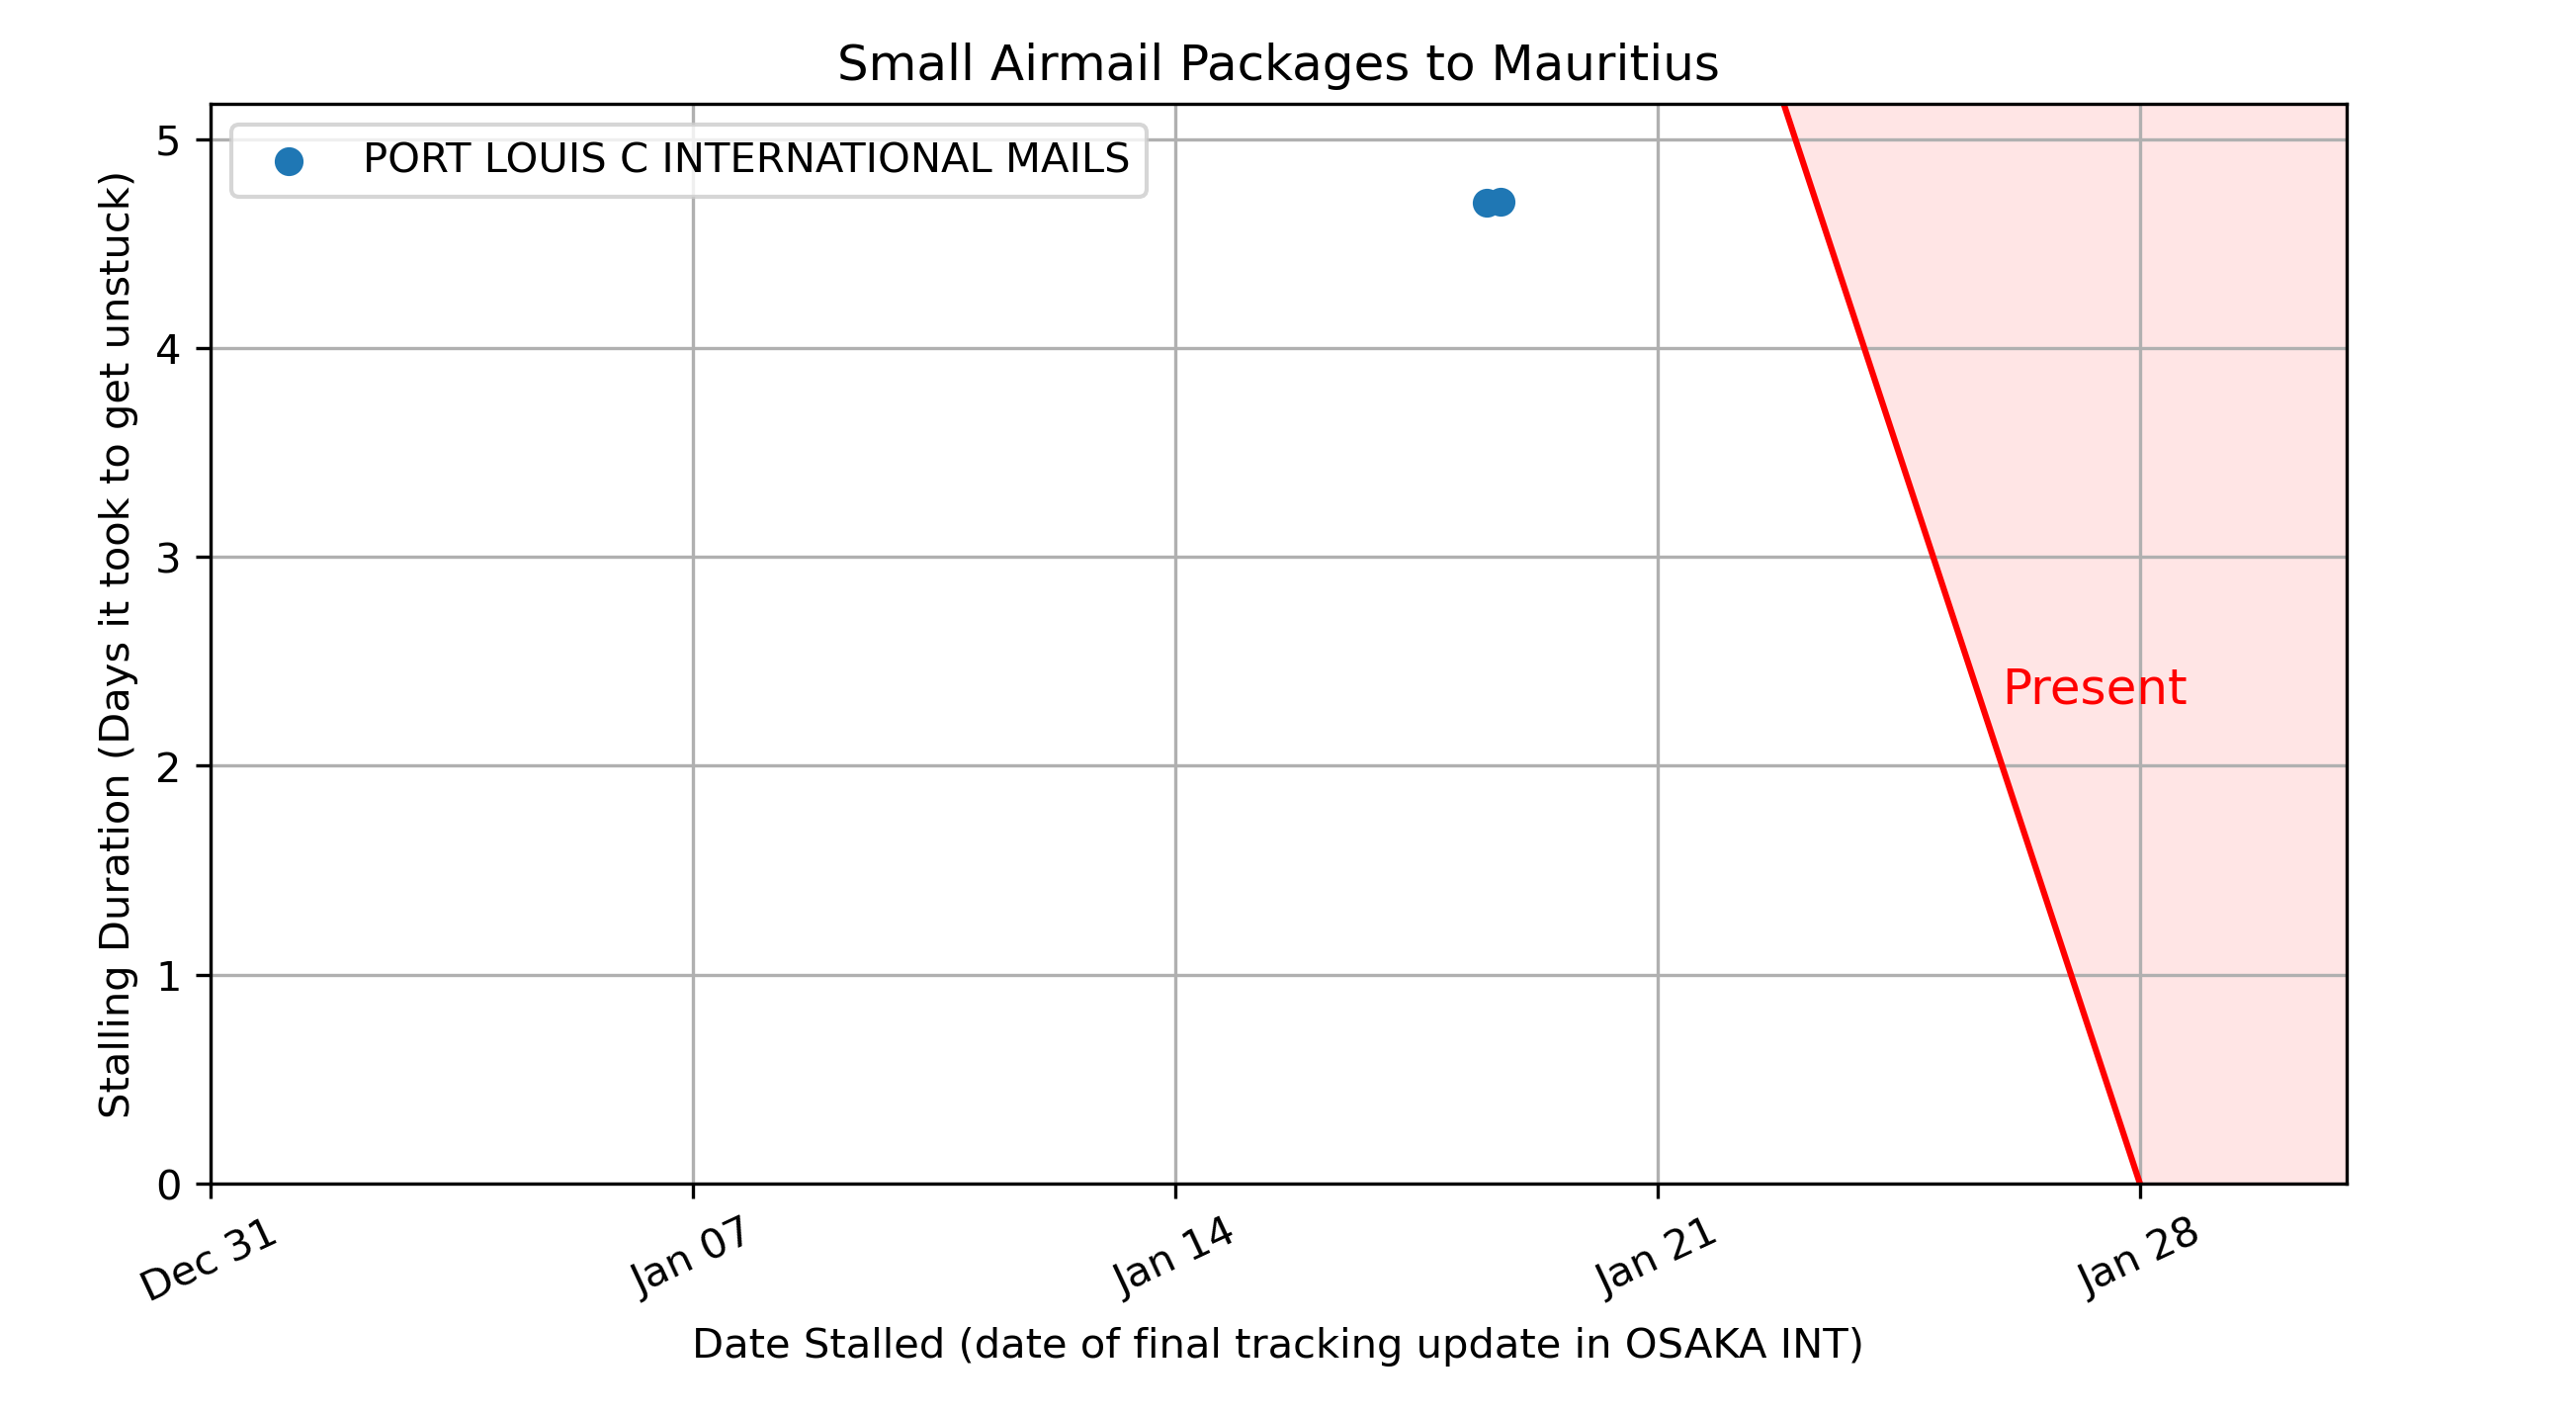 Small Airmail Packages to Mauritius
PORT LOUIS C INTERNATIONAL MAILS
Stalling Duration (Days it took to get unstuck)
5
4
3
2
1
0
Present
Dec 31
Jan 07
Jan 14
Jan 21
Jan 28
Date Stalled (date of final tracking update in OSAKA INT)